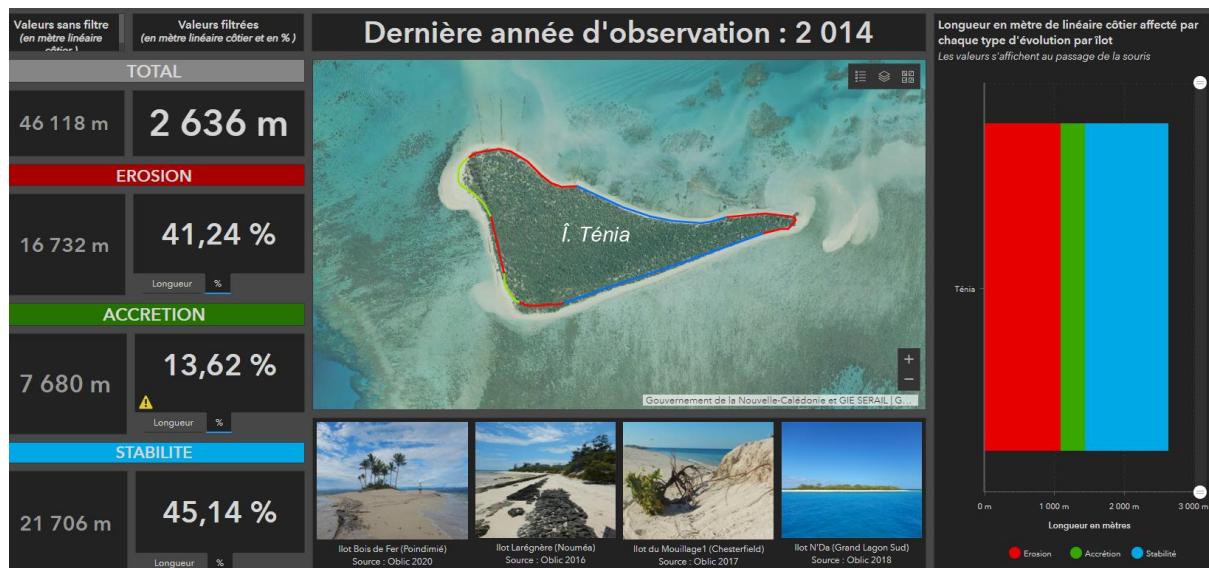 Valeurs sans filtre
(en mètre linéaire
côtier )
Valeurs filtrées
(en mètre linéaire côtier et en % )
TOTAL
46 118 m
2 636 m
EROSION
16 732 m
41,24 %
Longueur %
ACCRETION
7 680 m
13,62 %
Longueur %
STABILITE
21 706 m
45,14 %
Longueur %
Dernière année d'observation : 2 014
Î. Ténia
+
−
Gouvernement de la Nouvelle-Calédonie et GIE SERAIL | G...
Ilot Bois de Fer (Poindimié)
Source : Oblic 2020
Ilot Larégnère (Nouméa)
Source : Oblic 2016
Ilot du Mouillage1 (Chesterfield)
Source : Oblic 2017
Ilot N'Da (Grand Lagon Sud)
Source : Oblic 2018
Longueur en mètre de linéaire côtier affecté par
chaque type d'évolution par îlot
Les valeurs s'affichent au passage de la souris
Ténia
0 m 1 000 m 2 000 m 3 000 m
Longueur en mètres
Erosion Accrétion Stabilité